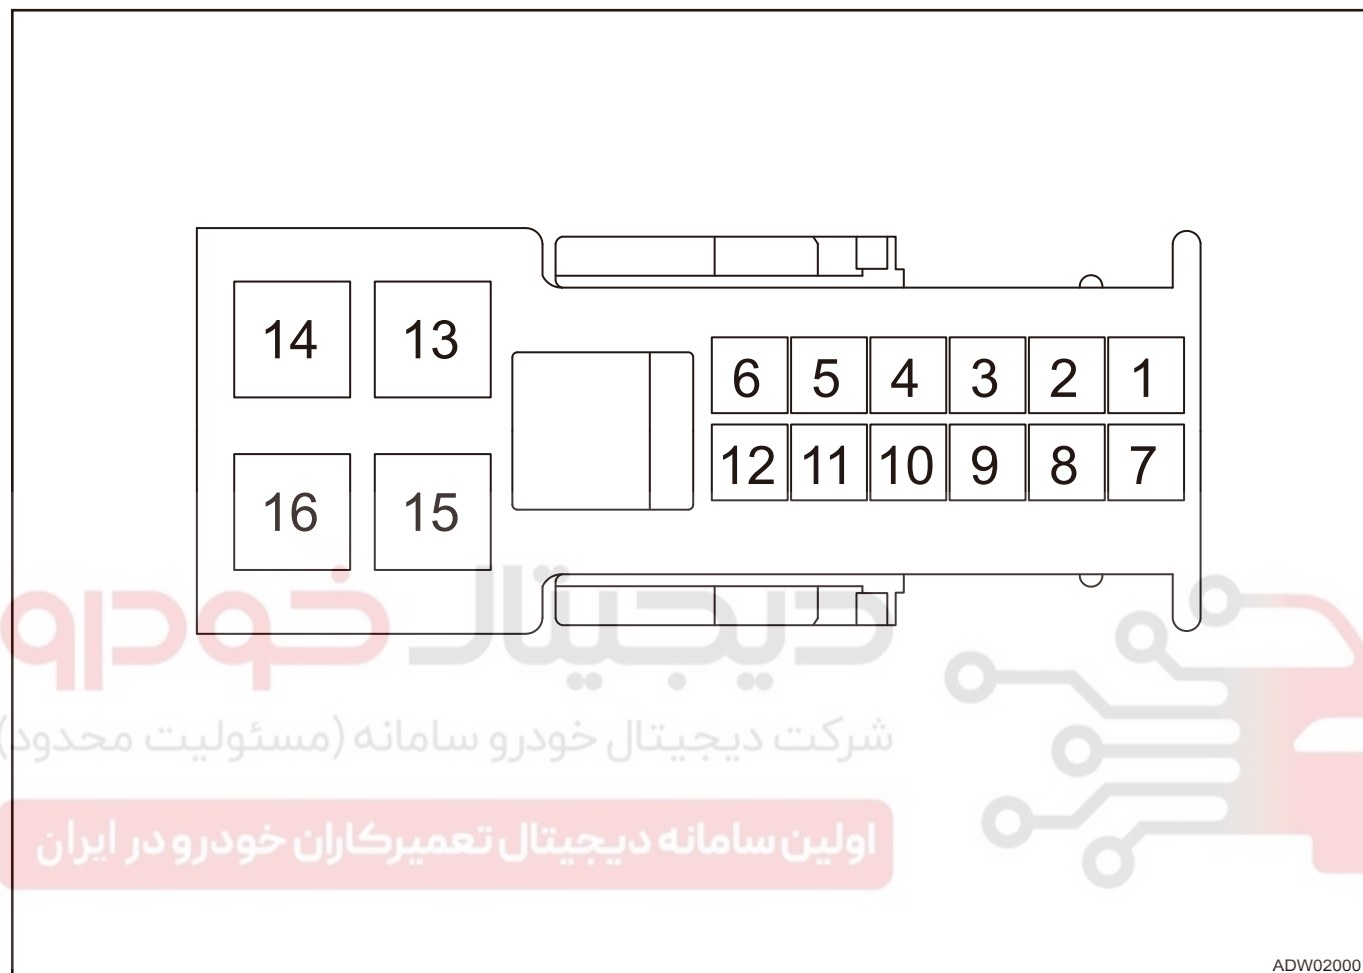 14 13
6 5 4 3 2 1
12 11 10 9 8 7
16 15
دیجیتال خودرو
شرکت دیجیتال خودرو سامانه (مسئولیت محدود)
اولین سامانه دیجیتال تعمیرکاران خودرو در ایران
ADW02000